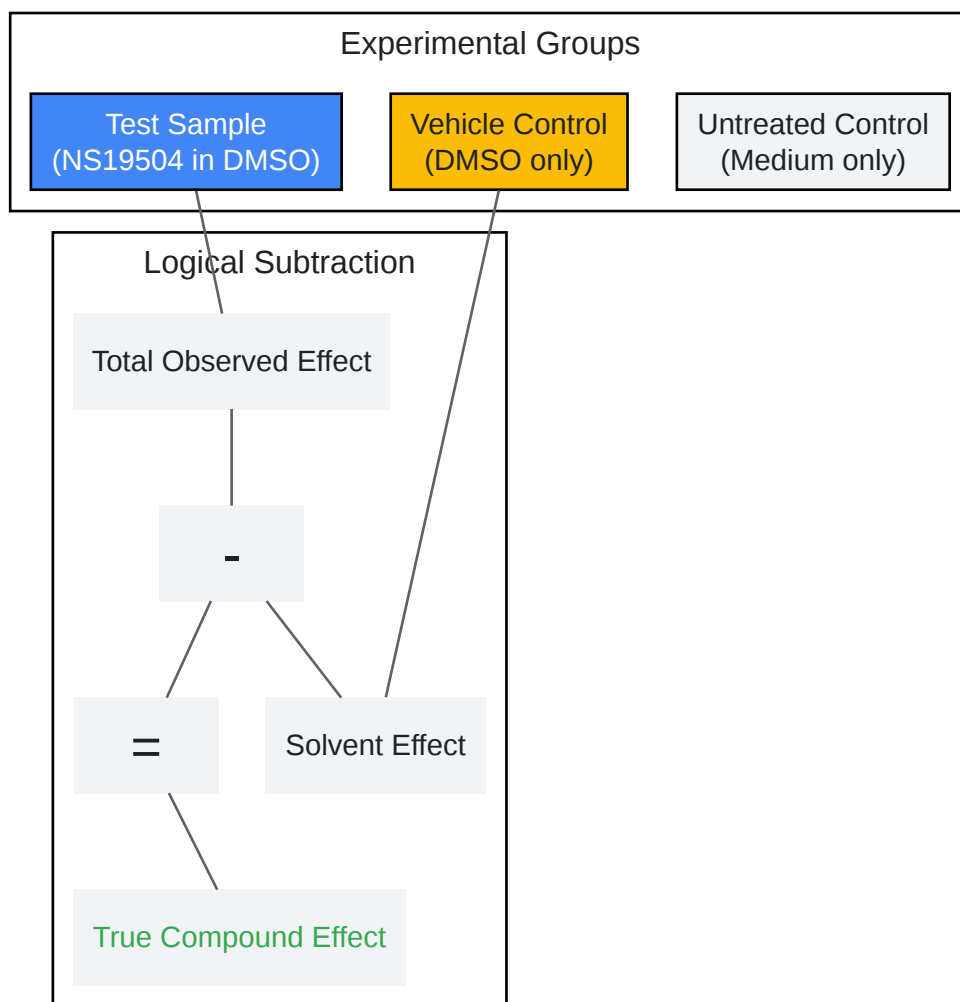 Experimental Groups
Test Sample
(NS19504 in DMSO)
Vehicle Control
(DMSO only)
Untreated Control
(Medium only)
Logical Subtraction
Total Observed Effect
-
=
Solvent Effect
True Compound Effect